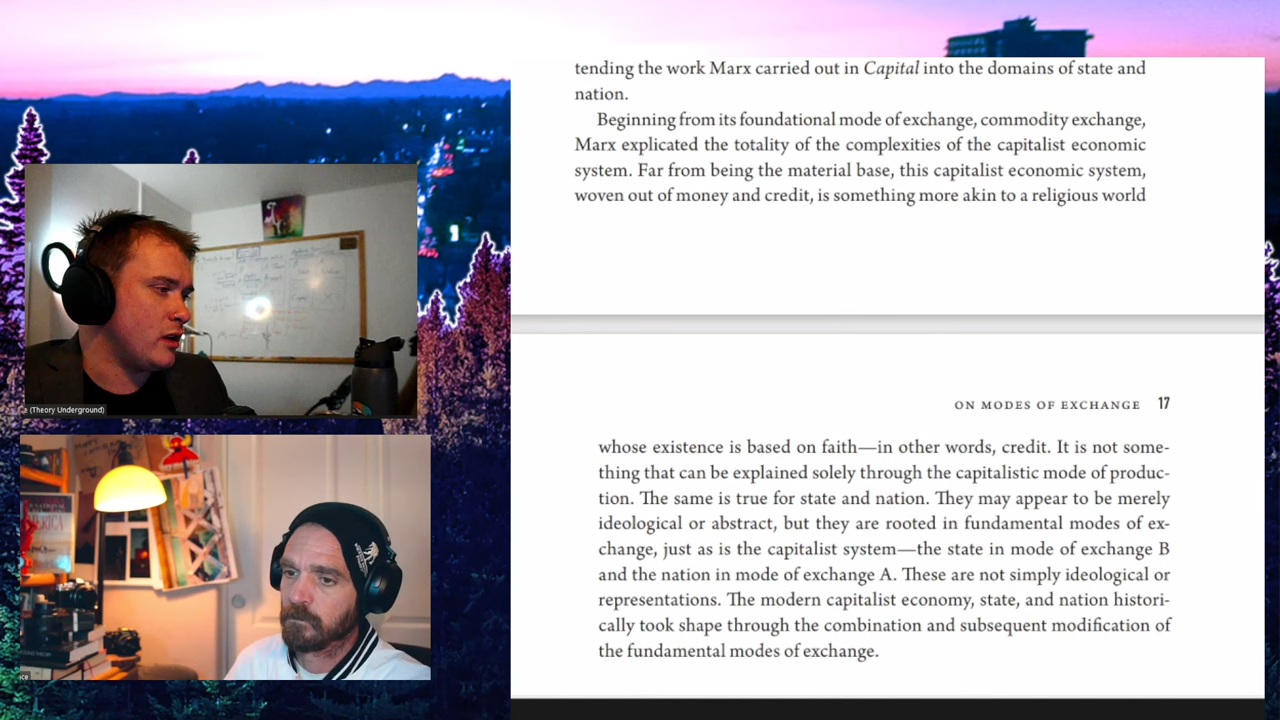 tending the work Marx carried out in Capital into the domains of state and
nation.
Beginning from its foundational mode of exchange, commodity exchange,
Marx explicated the totality of the complexities of the capitalist economic
system. Far from being the material base, this capitalist economic system,
woven out of money and credit, is something more akin to a religious world
ON MODES OF EXCHANGE 17
whose existence is based on faith—in other words, credit. It is not some-
thing that can be explained solely through the capitalistic mode of produc-
tion. The same is true for state and nation. They may appear to be merely
ideological or abstract, but they are rooted in fundamental modes of ex-
change, just as is the capitalist system—the state in mode of exchange B
and the nation in mode of exchange A. These are not simply ideological or
representations. The modern capitalist economy, state, and nation histori-
cally took shape through the combination and subsequent modification of
the fundamental modes of exchange.
e (Theory Underground)